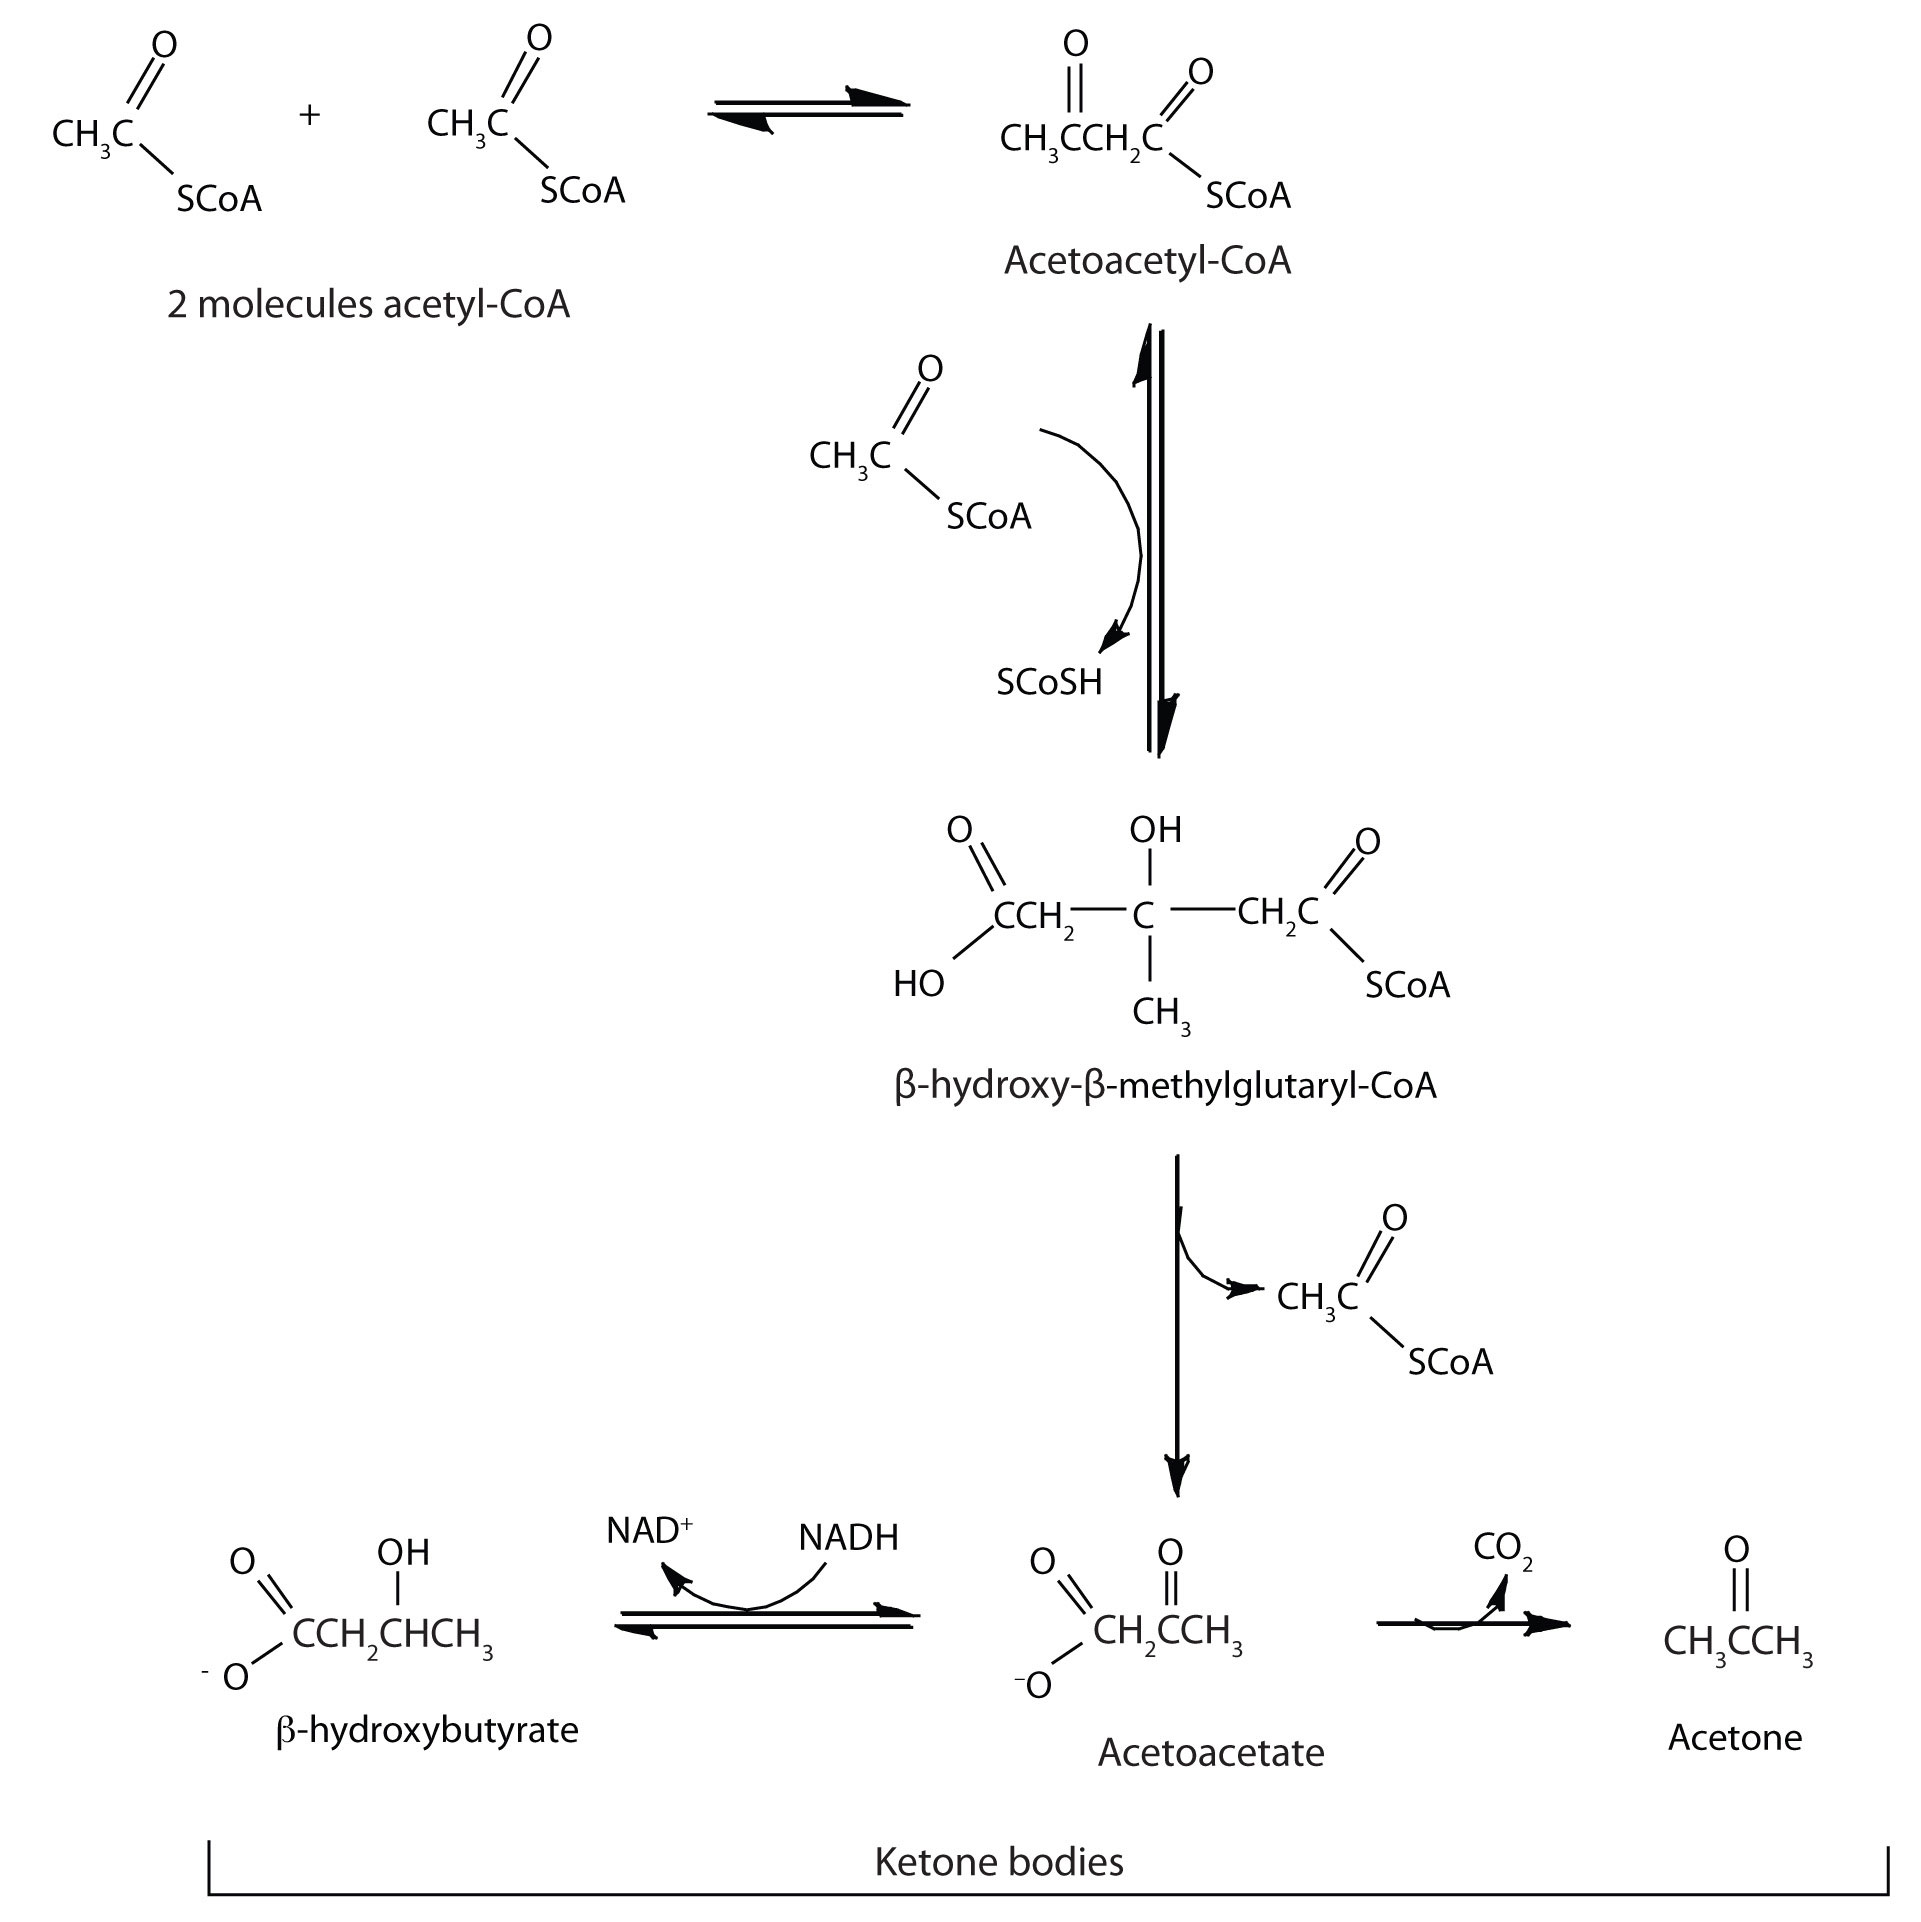 O O O O
CH₃C + CH₃C CH₃CCH₂C
SCoA SCoA SCoA
Acetoacetyl-CoA
2 molecules acetyl-CoA
O
CH₃C
SCoA
SCoSH
O OH O
CCH₂ C CH₂C
HO SCoA
CH₃
β-hydroxy-β-methylglutaryl-CoA
O
CH₃C
SCoA
NAD⁺ NADH CO₂
O OH O O O
CCH₂CHCH₃ CH₂CCH₃ CH₃CCH₃
- O ⁻O
β-hydroxybutyrate Acetoacetate Acetone
Ketone bodies